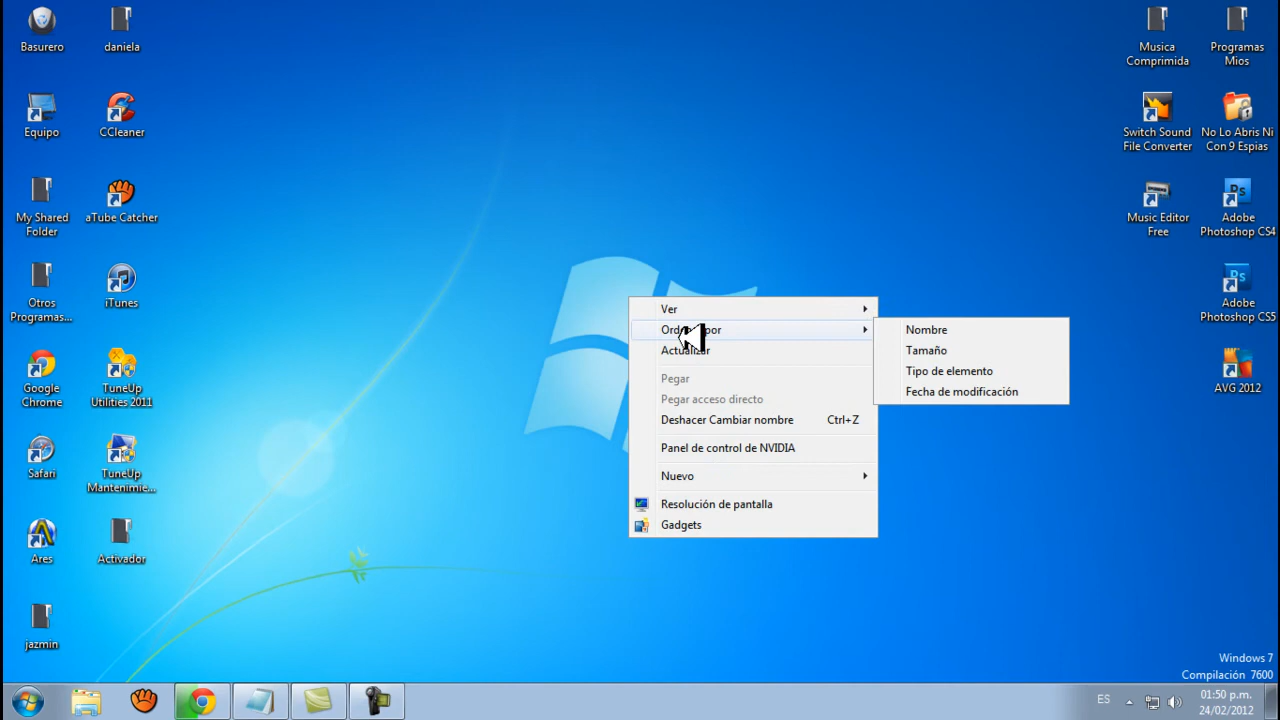 Basurero
daniela
Equipo
CCleaner
My Shared
Folder
aTube Catcher
Otros
Programas...
iTunes
Google
Chrome
TuneUp
Utilities 2011
Safari
TuneUp
Mantenimie...
Ares
Activador
jazmin
Musica
Comprimida
Programas
Mios
Switch Sound
File Converter
No Lo Abris Ni
Con 9 Espias
Music Editor
Free
Ps
Adobe
Photoshop CS4
Ps
Adobe
Photoshop CS5
AVG 2012
Ver
por
Actualizar
Pegar
Pegar acceso directo
Deshacer Cambiar nombre Ctrl+Z
Panel de control de NVIDIA
Nuevo
Resolución de pantalla
Gadgets
Nombre
Tamaño
Tipo de elemento
Fecha de modificación
Windows 7
Compilación 7600
ES
01:50 p.m.
24/02/2012